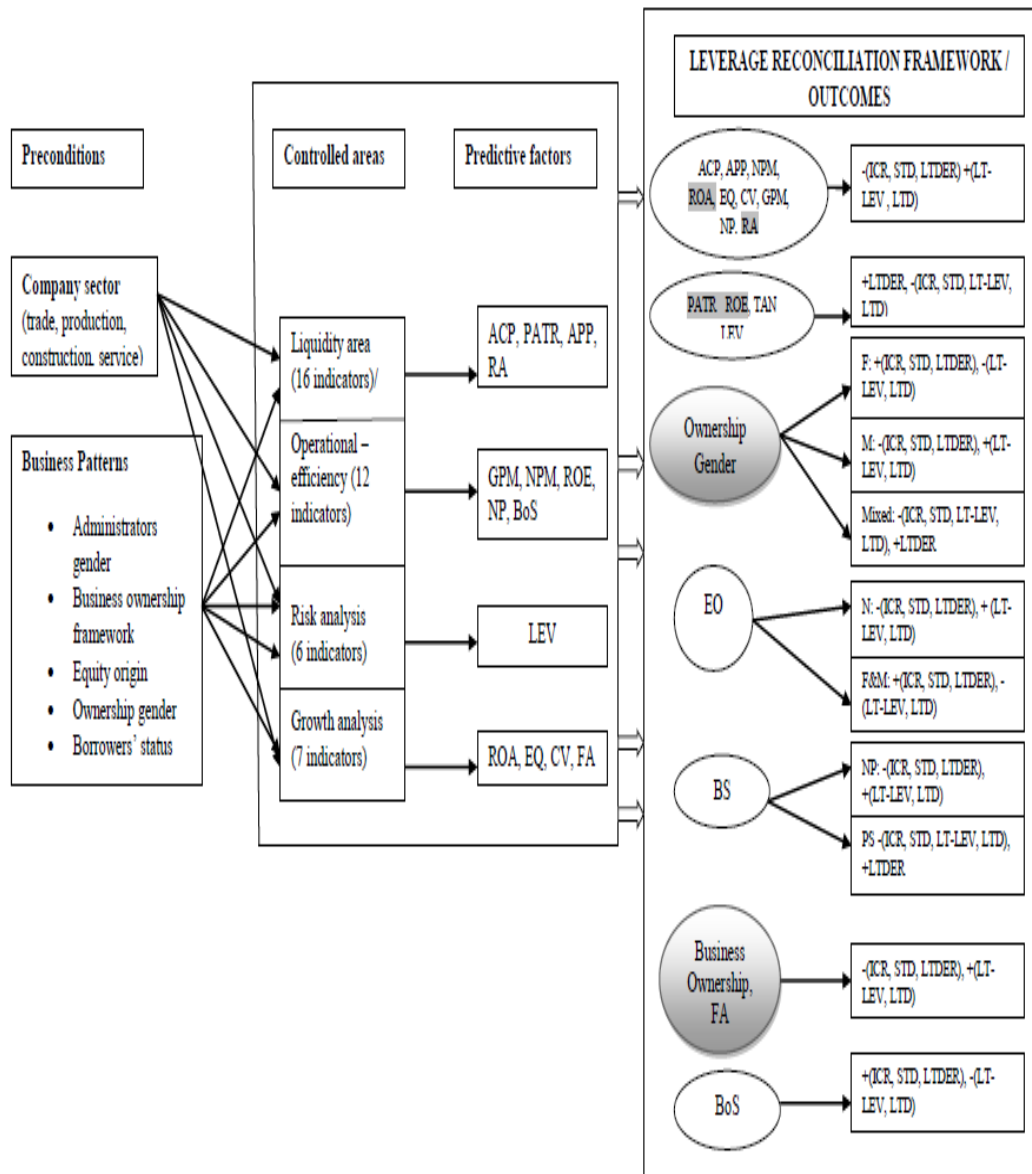 LEVERAGE RECONCILIATION FRAMEWORK /
OUTCOMES
Preconditions
Controlled areas
Predictive factors
Company sector
(trade, production,
construction. service)
Business Patterns
• Administrators
gender
• Business ownership
framework
• Equity origin
• Ownership gender
• Borrowers' status
Liquidity area
(16 indicators)/
Operational –
efficiency (12
indicators)
Risk analysis
(6 indicators)
Growth analysis
(7 indicators)
ACP, PATR, APP,
RA
GPM, NPM, ROE,
NP, BoS
LEV
ROA, EQ, CV, FA
ACP, APP, NPM,
ROA, EQ, CV, GPM,
NP. RA
-(ICR, STD, LTDER) +(LT-
LEV , LTD)
PATR ROE, TAN
LEV
+LTDER, -(ICR, STD, LT-LEV,
LTD)
Ownership
Gender
F: +(ICR, STD, LTDER), -(LT-
LEV, LTD)
M: -(ICR, STD, LTDER), +(LT-
LEV, LTD)
Mixed: -(ICR, STD, LT-LEV,
LTD), +LTDER
EO
N: -(ICR, STD, LTDER), + (LT-
LEV, LTD)
F&M: +(ICR, STD, LTDER), -
(LT-LEV, LTD)
BS
NP: -(ICR, STD, LTDER),
+(LT-LEV, LTD)
PS -(ICR, STD, LT-LEV, LTD),
+LTDER
Business
Ownership,
FA
-(ICR, STD, LTDER), +(LT-
LEV, LTD)
BoS
+(ICR, STD, LTDER), -(LT-
LEV, LTD)